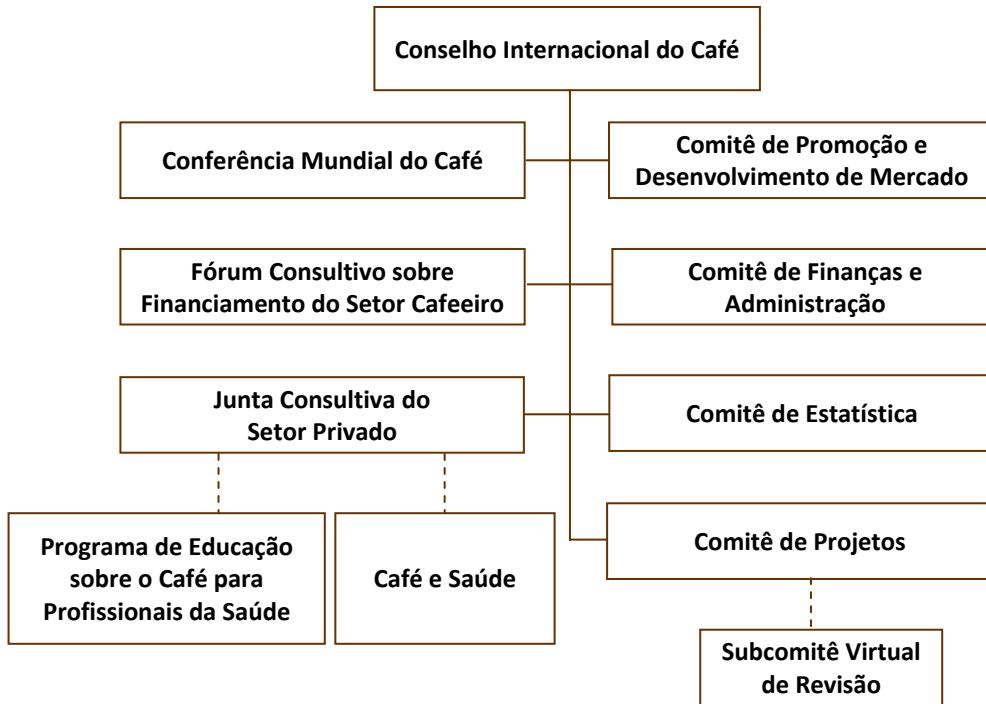 Conselho Internacional do Café
Conferência Mundial do Café
Comitê de Promoção e
Desenvolvimento de Mercado
Fórum Consultivo sobre
Financiamento do Setor Cafeeiro
Comitê de Finanças e
Administração
Junta Consultiva do
Setor Privado
Comitê de Estatística
Programa de Educação
sobre o Café para
Profissionais da Saúde
Café e Saúde
Comitê de Projetos
Subcomitê Virtual
de Revisão